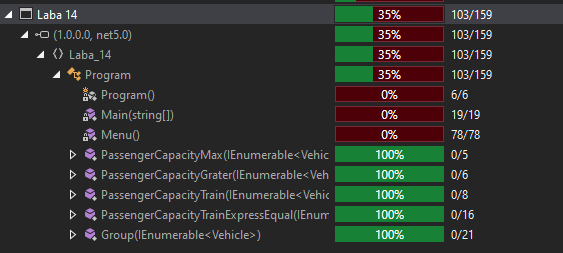 Laba 14 35% 103/159
(1.0.0.0, net5.0) 35% 103/159
Laba_14 35% 103/159
Program 35% 103/159
Program() 0% 6/6
Main(string[]) 0% 19/19
Menu() 0% 78/78
PassengerCapacityMax(IEnumerable<Vehic 100% 0/5
PassengerCapacityGrater(IEnumerable<Veh 100% 0/6
PassengerCapacityTrain(IEnumerable<Vehic 100% 0/8
PassengerCapacityTrainExpressEqual(IEnum 100% 0/16
Group(IEnumerable<Vehicle>) 100% 0/21